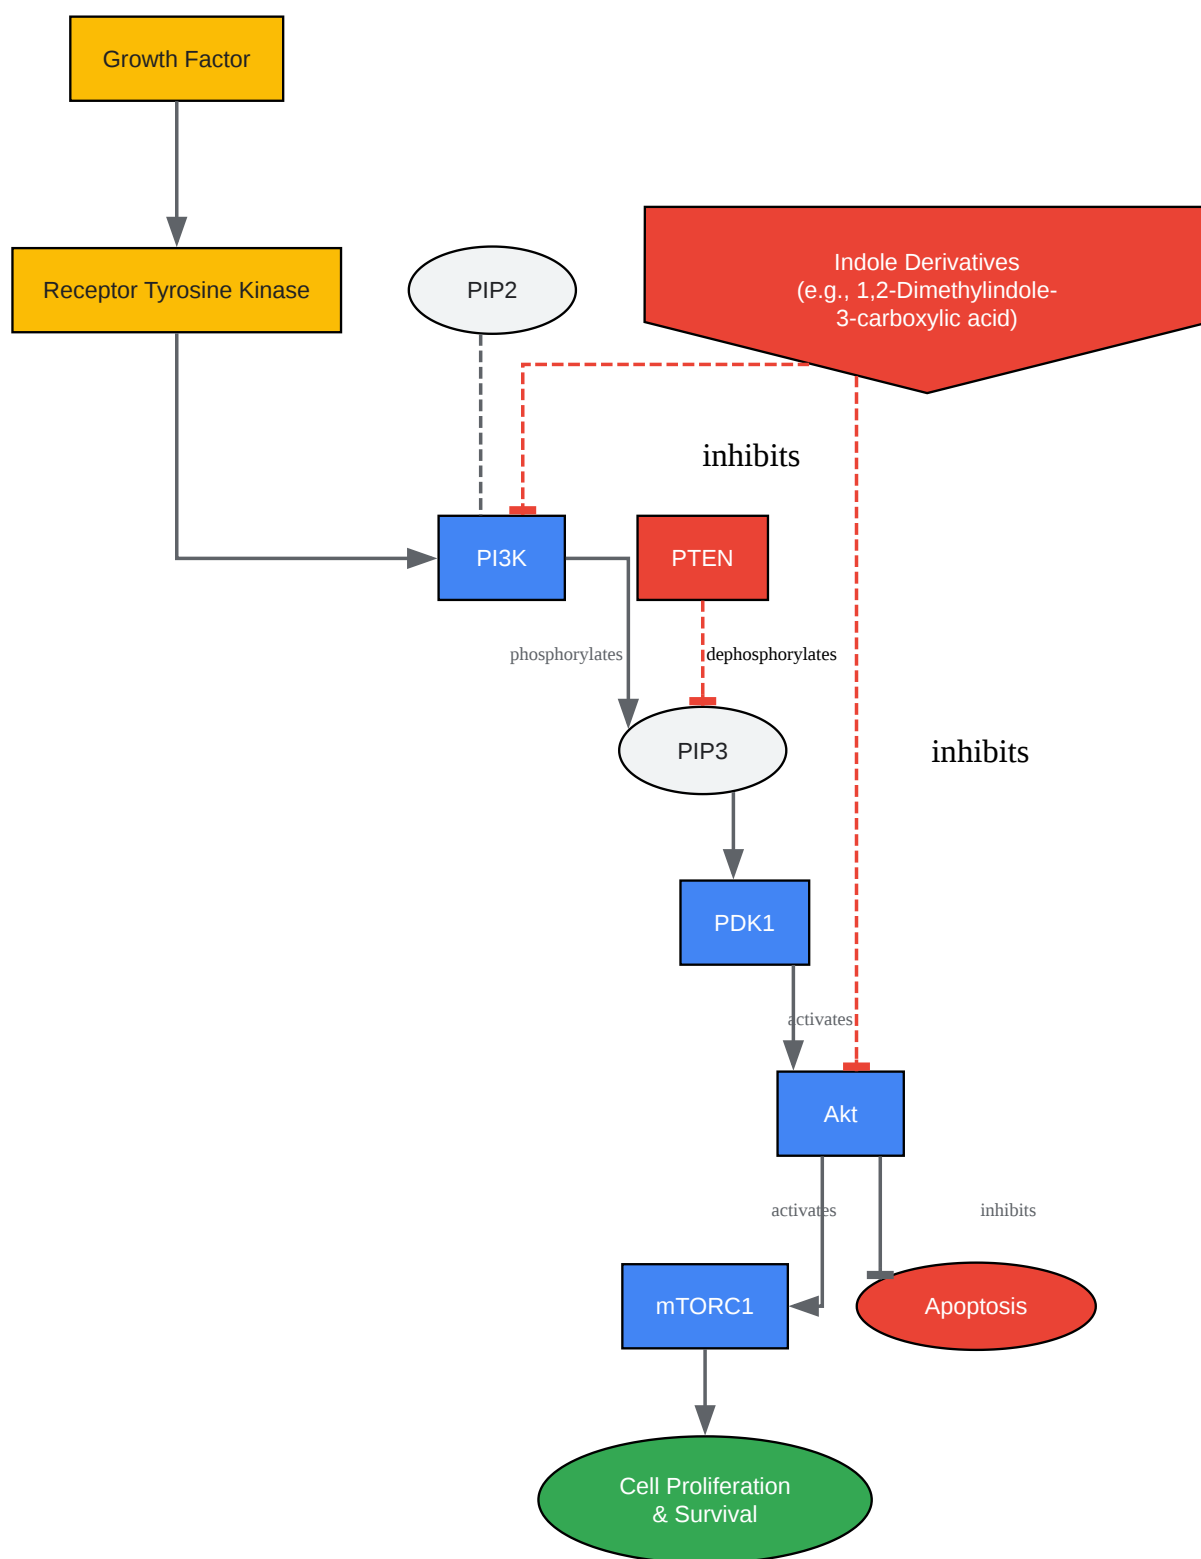 Growth Factor
Receptor Tyrosine Kinase
PIP2
Indole Derivatives
(e.g., 1,2-Dimethylindole-
3-carboxylic acid)
inhibits
PI3K
PTEN
phosphorylates
dephosphorylates
PIP3
inhibits
PDK1
activates
Akt
activates
inhibits
mTORC1
Apoptosis
Cell Proliferation
& Survival